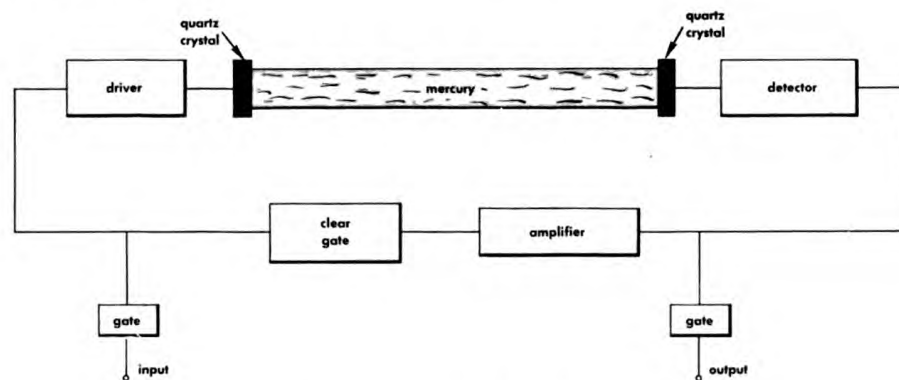 quartz
crystal
quartz
crystal
driver
mercury
detector
clear
gate
amplifier
gate
gate
input
output